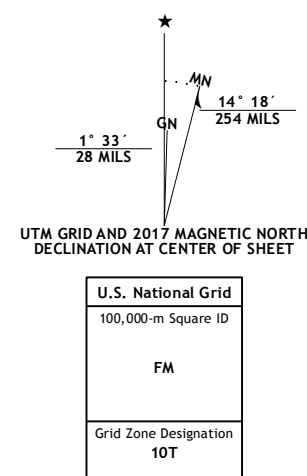 ★
MN
GN
14° 18´
254 MILS
1° 33´
28 MILS
UTM GRID AND 2017 MAGNETIC NORTH
DECLINATION AT CENTER OF SHEET
U.S. National Grid
100,000-m Square ID
FM
Grid Zone Designation
10T